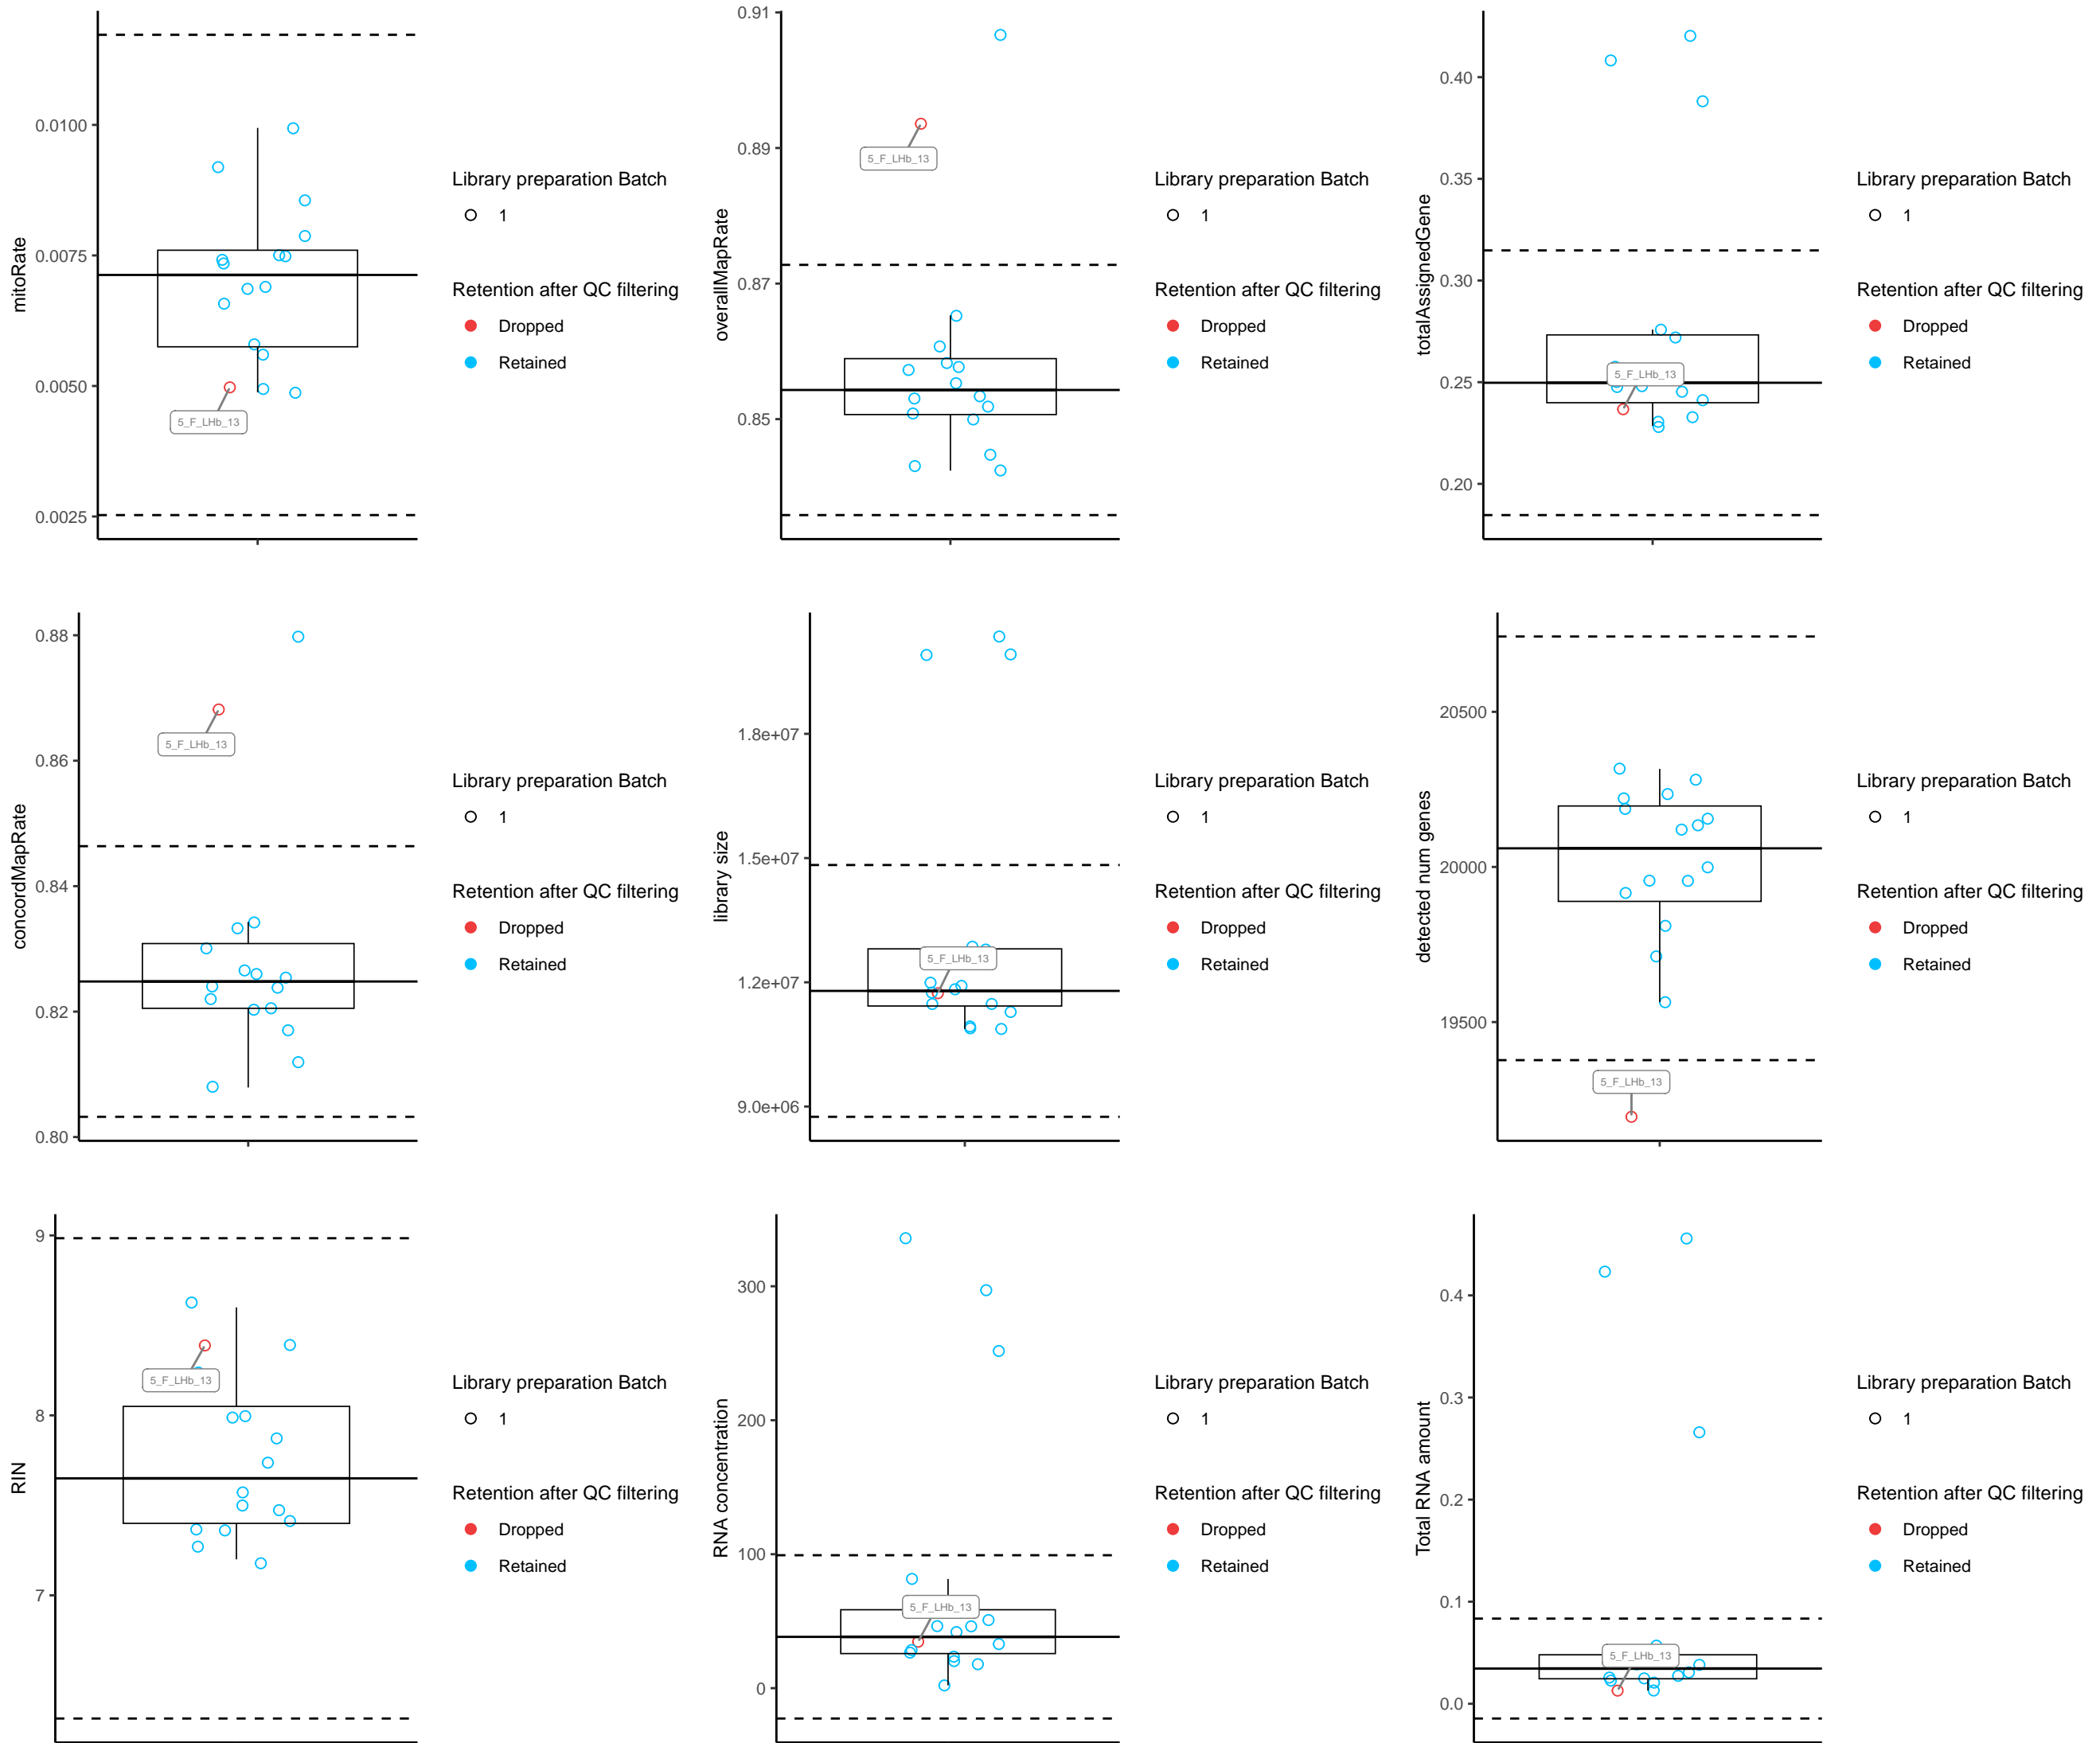 mitoRate
0.0100
0.0075
0.0050
0.0025
5_F_LHb_13
Library preparation Batch
1
Retention after QC filtering
Dropped
Retained
overallMapRate
0.91
0.89
0.87
0.85
5_F_LHb_13
Library preparation Batch
1
Retention after QC filtering
Dropped
Retained
totalAssignedGene
0.40
0.35
0.30
0.25
0.20
5_F_LHb_13
Library preparation Batch
1
Retention after QC filtering
Dropped
Retained
concordMapRate
0.88
0.86
0.84
0.82
0.80
5_F_LHb_13
Library preparation Batch
1
Retention after QC filtering
Dropped
Retained
library size
1.8e+07
1.5e+07
1.2e+07
9.0e+06
5_F_LHb_13
Library preparation Batch
1
Retention after QC filtering
Dropped
Retained
detected num genes
20500
20000
19500
5_F_LHb_13
Library preparation Batch
1
Retention after QC filtering
Dropped
Retained
RIN
9
8
7
5_F_LHb_13
Library preparation Batch
1
Retention after QC filtering
Dropped
Retained
RNA concentration
300
200
100
0
5_F_LHb_13
Library preparation Batch
1
Retention after QC filtering
Dropped
Retained
Total RNA amount
0.4
0.3
0.2
0.1
0.0
5_F_LHb_13
Library preparation Batch
1
Retention after QC filtering
Dropped
Retained